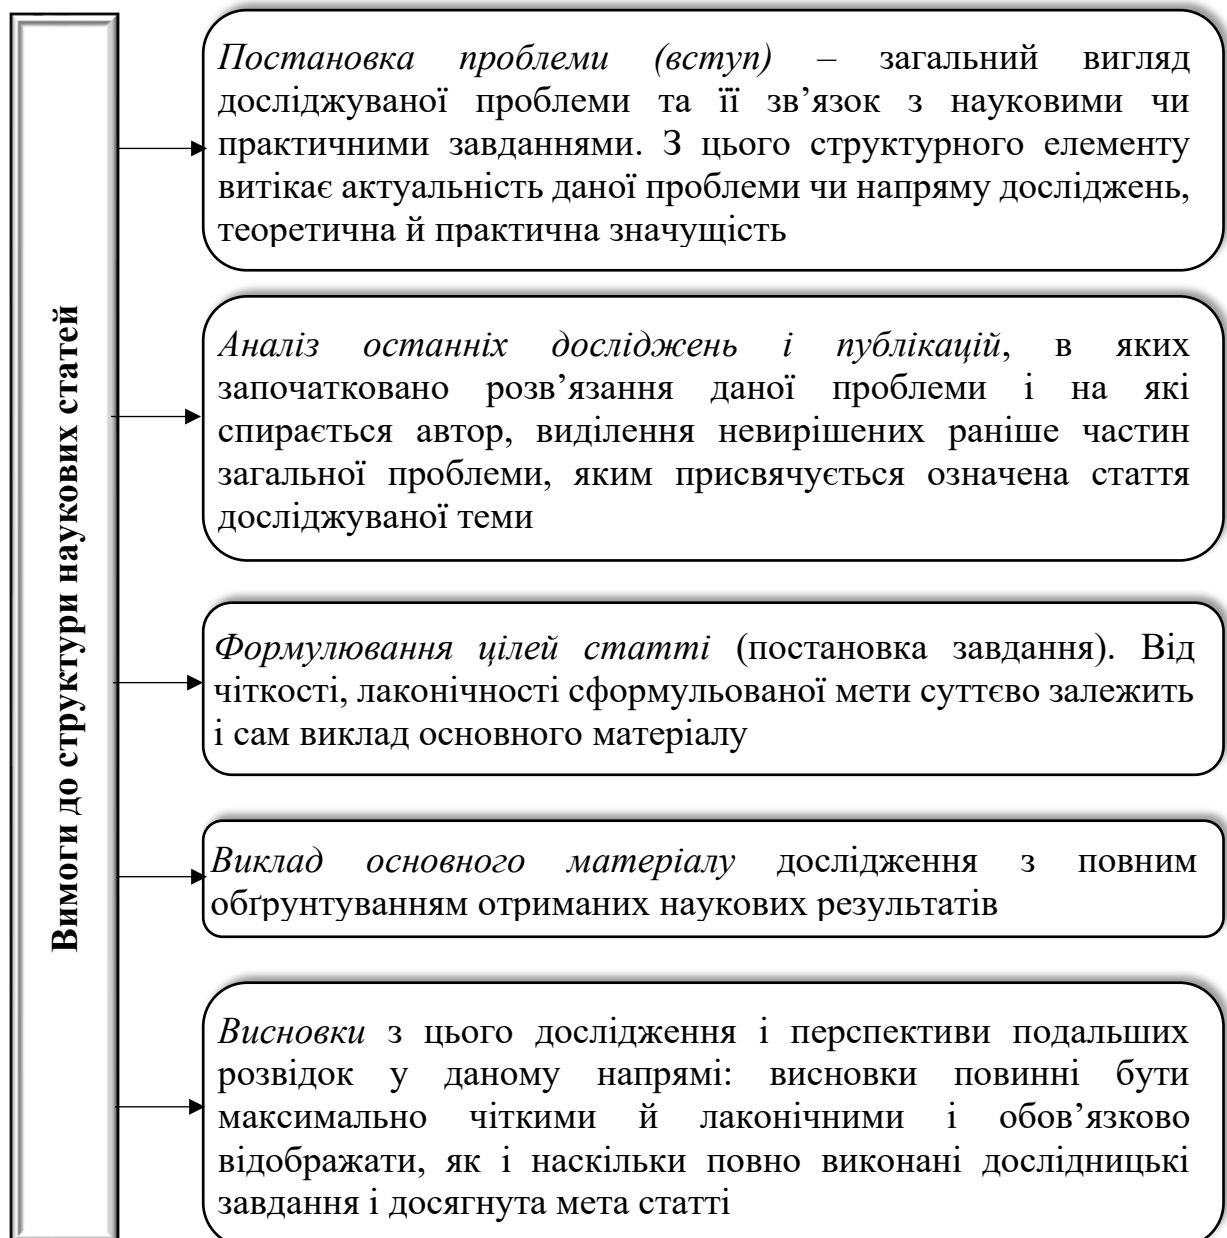 Вимоги до структури наукових статей
Постановка проблеми (вступ) – загальний вигляд
досліджуваної проблеми та її зв’язок з науковими чи
практичними завданнями. З цього структурного елементу
витікає актуальність даної проблеми чи напряму досліджень,
теоретична й практична значущість
Аналіз останніх досліджень і публікацій, в яких
започатковано розв’язання даної проблеми і на які
спирається автор, виділення невирішених раніше частин
загальної проблеми, яким присвячується означена стаття
досліджуваної теми
Формулювання цілей статті (постановка завдання). Від
чіткості, лаконічності сформульованої мети суттєво залежить
і сам виклад основного матеріалу
Виклад основного матеріалу дослідження з повним
обґрунтуванням отриманих наукових результатів
Висновки з цього дослідження і перспективи подальших
розвідок у даному напрямі: висновки повинні бути
максимально чіткими й лаконічними і обов’язково
відображати, як і наскільки повно виконані дослідницькі
завдання і досягнута мета статті